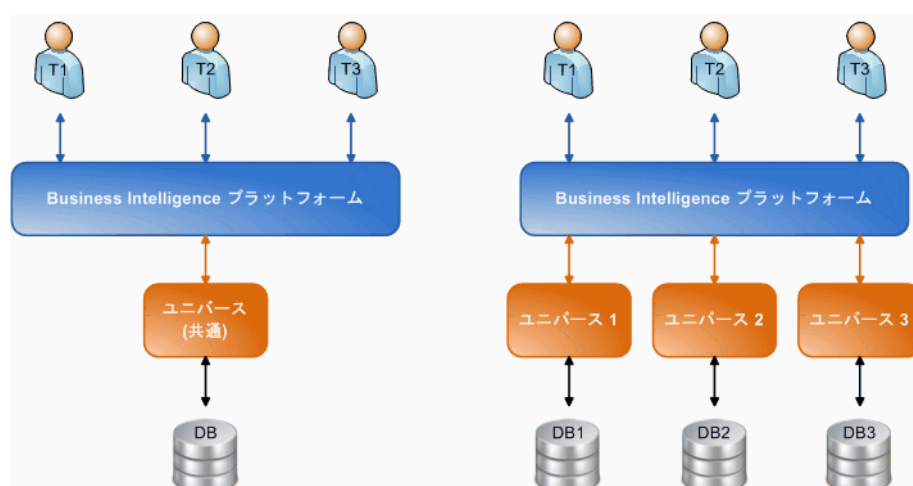 T1
T2
T3
T1
T2
T3
Business Intelligence プラットフォーム
Business Intelligence プラットフォーム
ユニバース
(共通)
ユニバース 1
ユニバース 2
ユニバース 3
DB
DB1
DB2
DB3